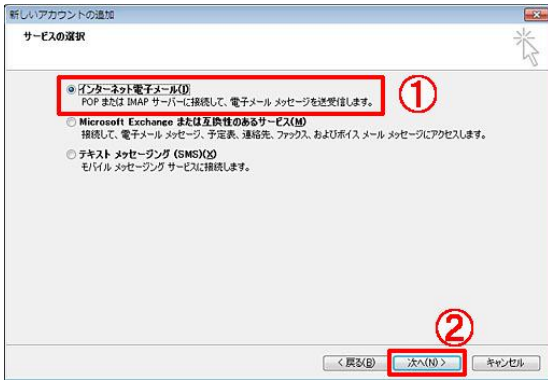 新しいアカウントの追加
サービスの選択
インターネット電子メール(I)
POP または IMAP サーバーに接続して、電子メール メッセージを送受信します。
①
Microsoft Exchange または互換性のあるサービス(M)
接続して、電子メール メッセージ、予定表、連絡先、ファックス、およびボイス メール メッセージにアクセスします。
テキスト メッセージング (SMS)(X)
モバイル メッセージング サービスに接続します。
②
< 戻る(B) 次へ(N) > キャンセル